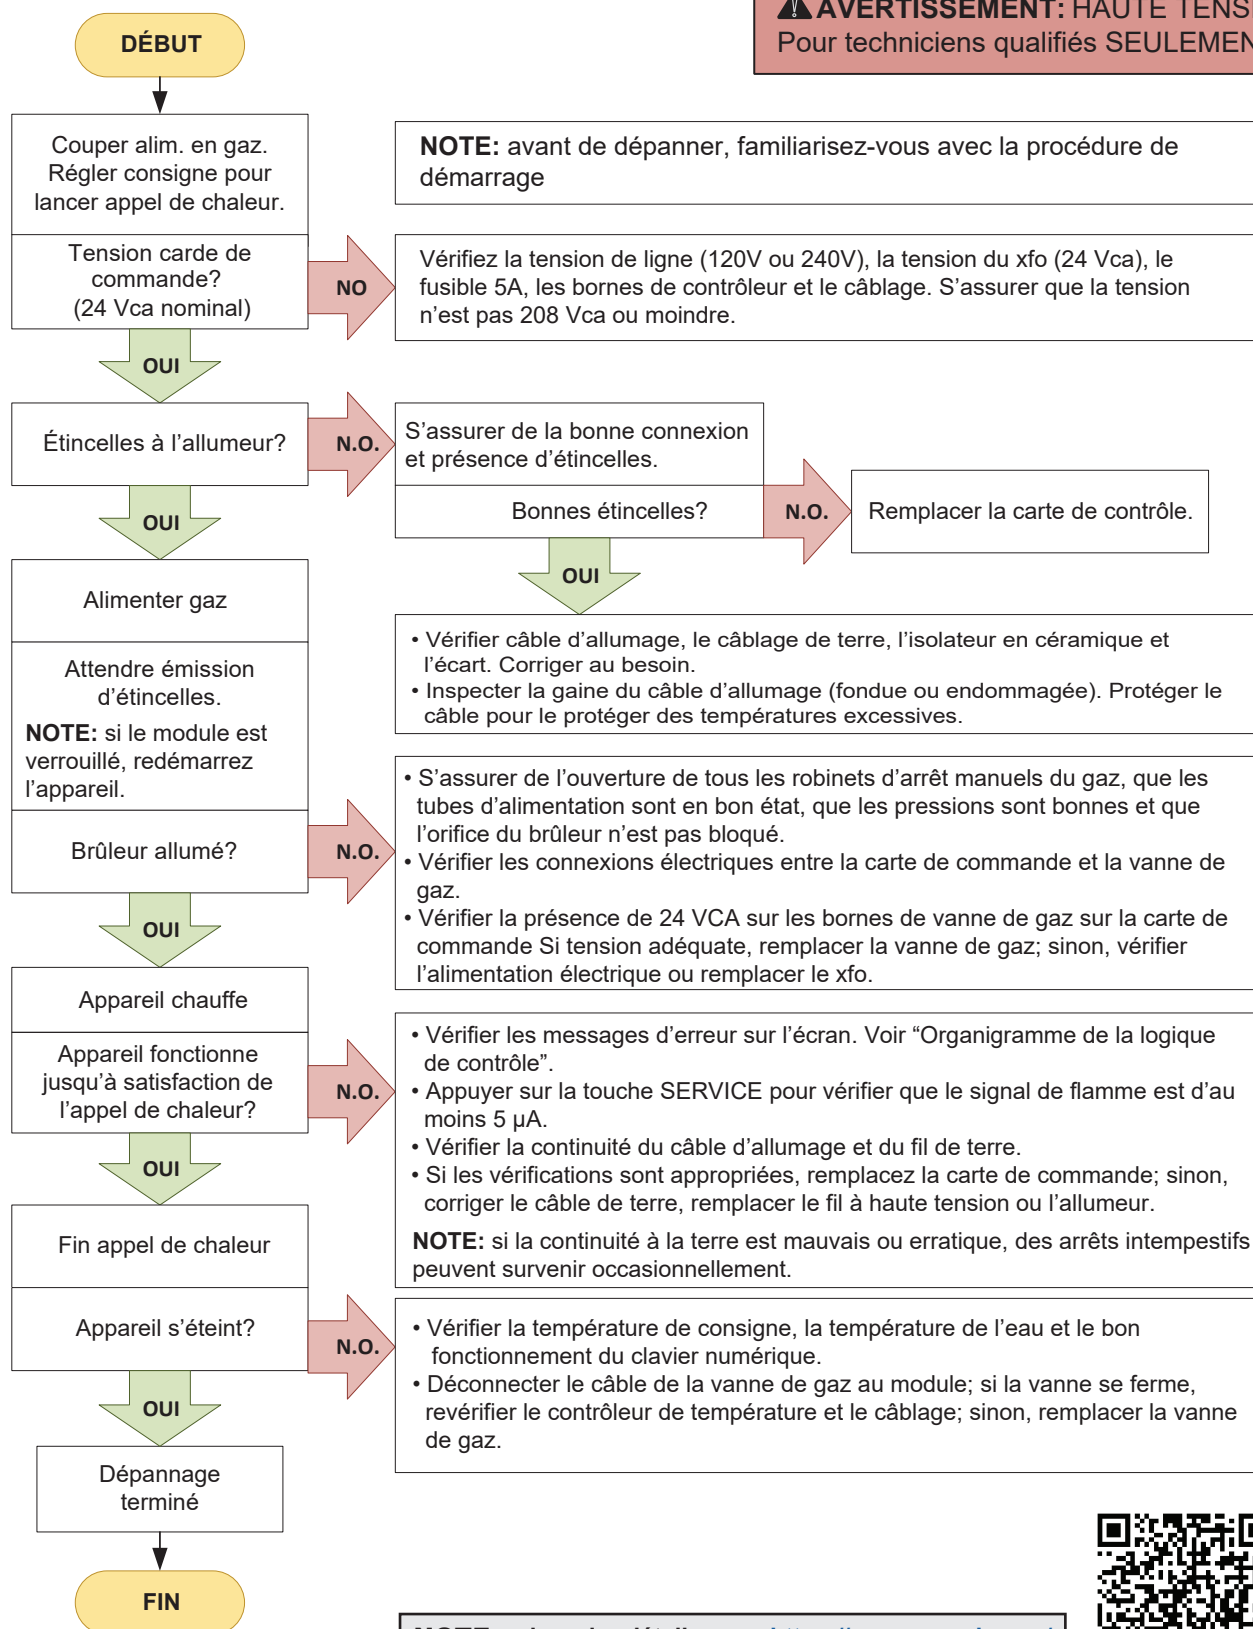 AVERTISSEMENT: HAUTE
Pour techniciens qualifiés
DÉBUT
Couper alim. en gaz.
Régler consigne pour
lancer appel de chaleur.
NOTE: avant de dépanner, familiarisez-vous avec la procédure de
démarrage
Tension carde de
commande?
(24 Vca nominal)
NO
Vérifiez la tension de ligne (120V ou 240V), la tension du xfo (24 Vca), le
fusible 5A, les bornes de contrôleur et le câblage. S’assurer que la tension
n’est pas 208 Vca ou moindre.
OUI
Étincelles à l’allumeur?
N.O.
S’assurer de la bonne connexion
et présence d’étincelles.
Bonnes étincelles?
N.O.
Remplacer la carte de contrôle.
OUI
OUI
Alimenter gaz
• Vérifier câble d’allumage, le câblage de terre, l’isolateur en céramique et
l’écart. Corriger au besoin.
• Inspecter la gaine du câble d’allumage (fondue ou endommagée). Protéger le
câble pour le protéger des températures excessives.
Attendre émission
d’étincelles.
NOTE: si le module est
verrouillé, redémarrez
l’appareil.
Brûleur allumé?
N.O.
• S’assurer de l’ouverture de tous les robinets d’arrêt manuels du gaz, que les
tubes d’alimentation sont en bon état, que les pressions sont bonnes et que
l’orifice du brûleur n’est pas bloqué.
• Vérifier les connexions électriques entre la carte de commande et la vanne de
gaz.
• Vérifier la présence de 24 VCA sur les bornes de vanne de gaz sur la carte de
commande Si tension adéquate, remplacer la vanne de gaz; sinon, vérifier
l’alimentation électrique ou remplacer le xfo.
OUI
Appareil chauffe
Appareil fonctionne
jusqu’à satisfaction de
l’appel de chaleur?
N.O.
• Vérifier les messages d’erreur sur l’écran. Voir “Organigramme de la logique
de contrôle”.
• Appuyer sur la touche SERVICE pour vérifier que le signal de flamme est d’au
moins 5 µA.
• Vérifier la continuité du câble d’allumage et du fil de terre.
• Si les vérifications sont appropriées, remplacez la carte de commande; sinon,
corriger le câble de terre, remplacer le fil à haute tension ou l’allumeur.
NOTE: si la continuité à la terre est mauvais ou erratique, des arrêts intempestifs
peuvent survenir occasionnellement.
OUI
Fin appel de chaleur
Appareil s’éteint?
N.O.
• Vérifier la température de consigne, la température de l’eau et le bon
fonctionnement du clavier numérique.
• Déconnecter le câble de la vanne de gaz au module; si la vanne se ferme,
revérifier le contrôleur de température et le câblage; sinon, remplacer la vanne
de gaz.
OUI
Dépannage
terminé
FIN